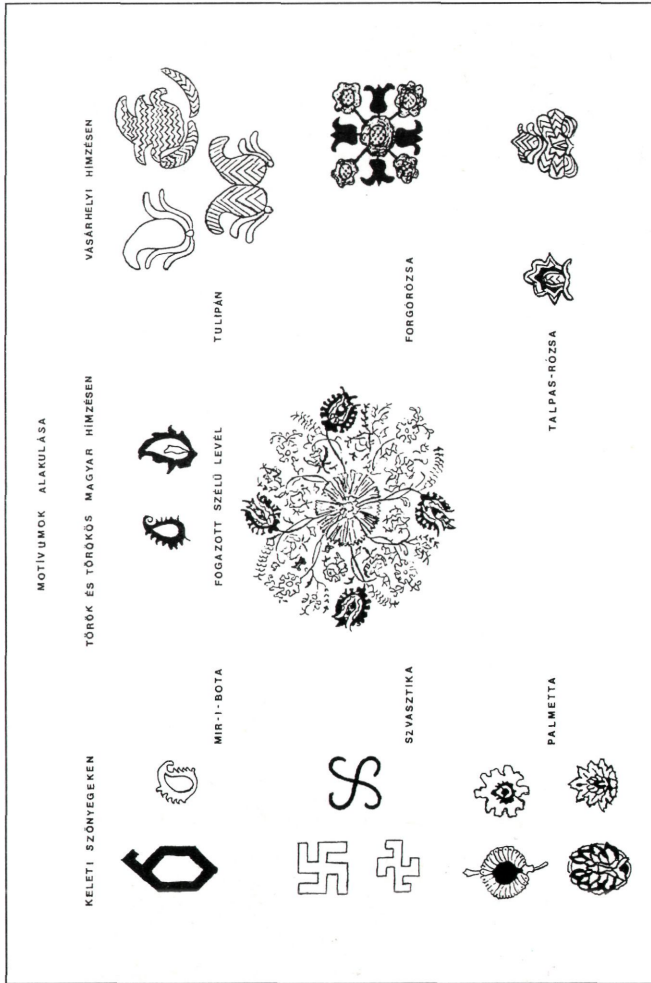 MOTÍVUMOK ALAKULÁSA
KELETI SZŐNYEGEKEN
TÖRÖK ÉS TÖRÖKÖS MAGYAR HÍMZÉSEN
VÁSÁRHELYI HÍMZÉSEN
MIR-I-BOTA
FOGAZOTT SZÉLŰ LEVÉL
TULIPÁN
SZVASZTIKA
FORGÓRÓZSA
PALMETTA
TALPAS-RÓZSA